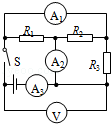 A₁
R₁ R₂
S A₂ R₃
A₃
V